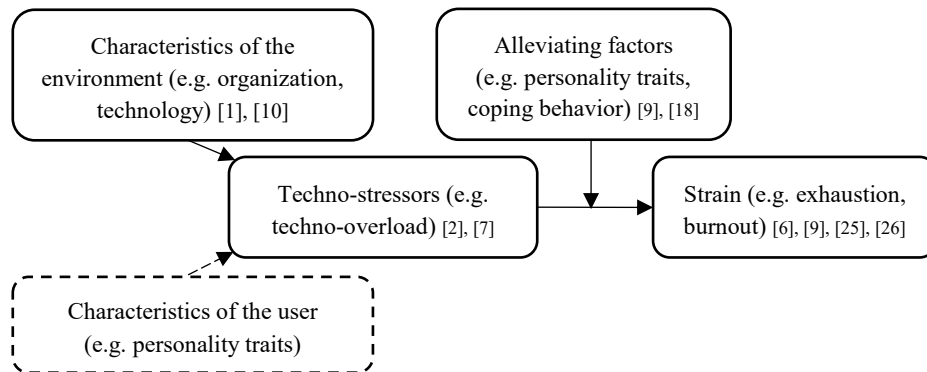 Characteristics of the
environment (e.g. organization,
technology) [1], [10]
Alleviating factors
(e.g. personality traits,
coping behavior) [9], [18]
Techno-stressors (e.g.
techno-overload) [2], [7]
Strain (e.g. exhaustion,
burnout) [6], [9], [25], [26]
Characteristics of the user
(e.g. personality traits)